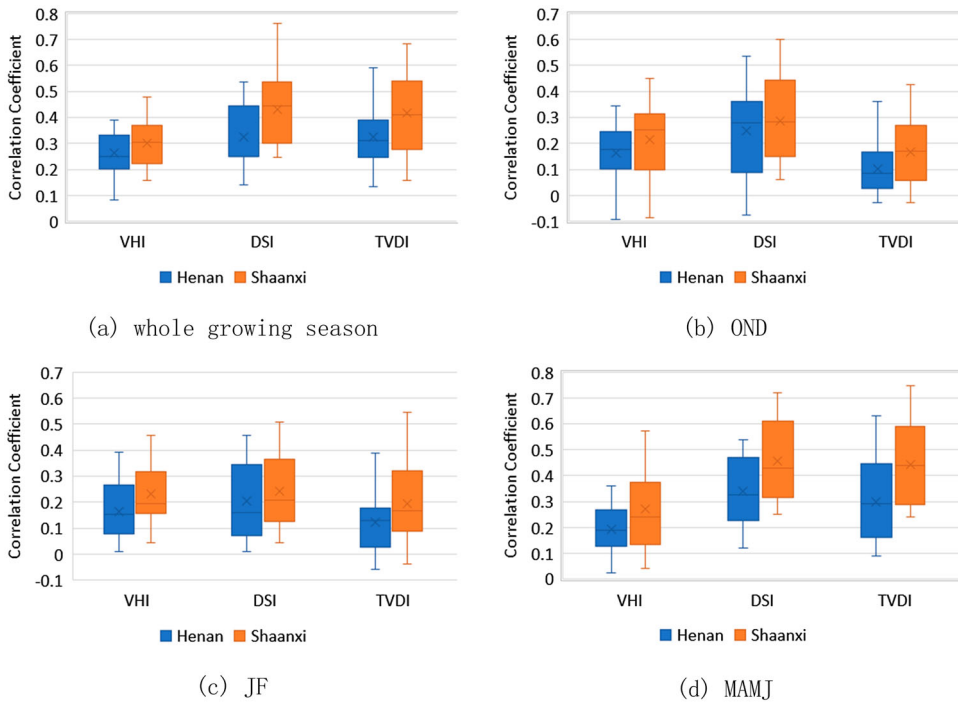 0.8
0.7
0.6
0.5
0.4
0.3
0.2
0.1
0
Correlation Coefficient
VHI DSI TVDI
Henan Shaanxi
(a) whole growing season
0.7
0.6
0.5
0.4
0.3
0.2
0.1
0
-0.1
Correlation Coefficient
VHI DSI TVDI
Henan Shaanxi
(b) OND
0.7
0.6
0.5
0.4
0.3
0.2
0.1
0
-0.1
Correlation Coefficient
VHI DSI TVDI
Henan Shaanxi
(c) JF
0.8
0.7
0.6
0.5
0.4
0.3
0.2
0.1
0
Correlation Coefficient
VHI DSI TVDI
Henan Shaanxi
(d) MAMJ